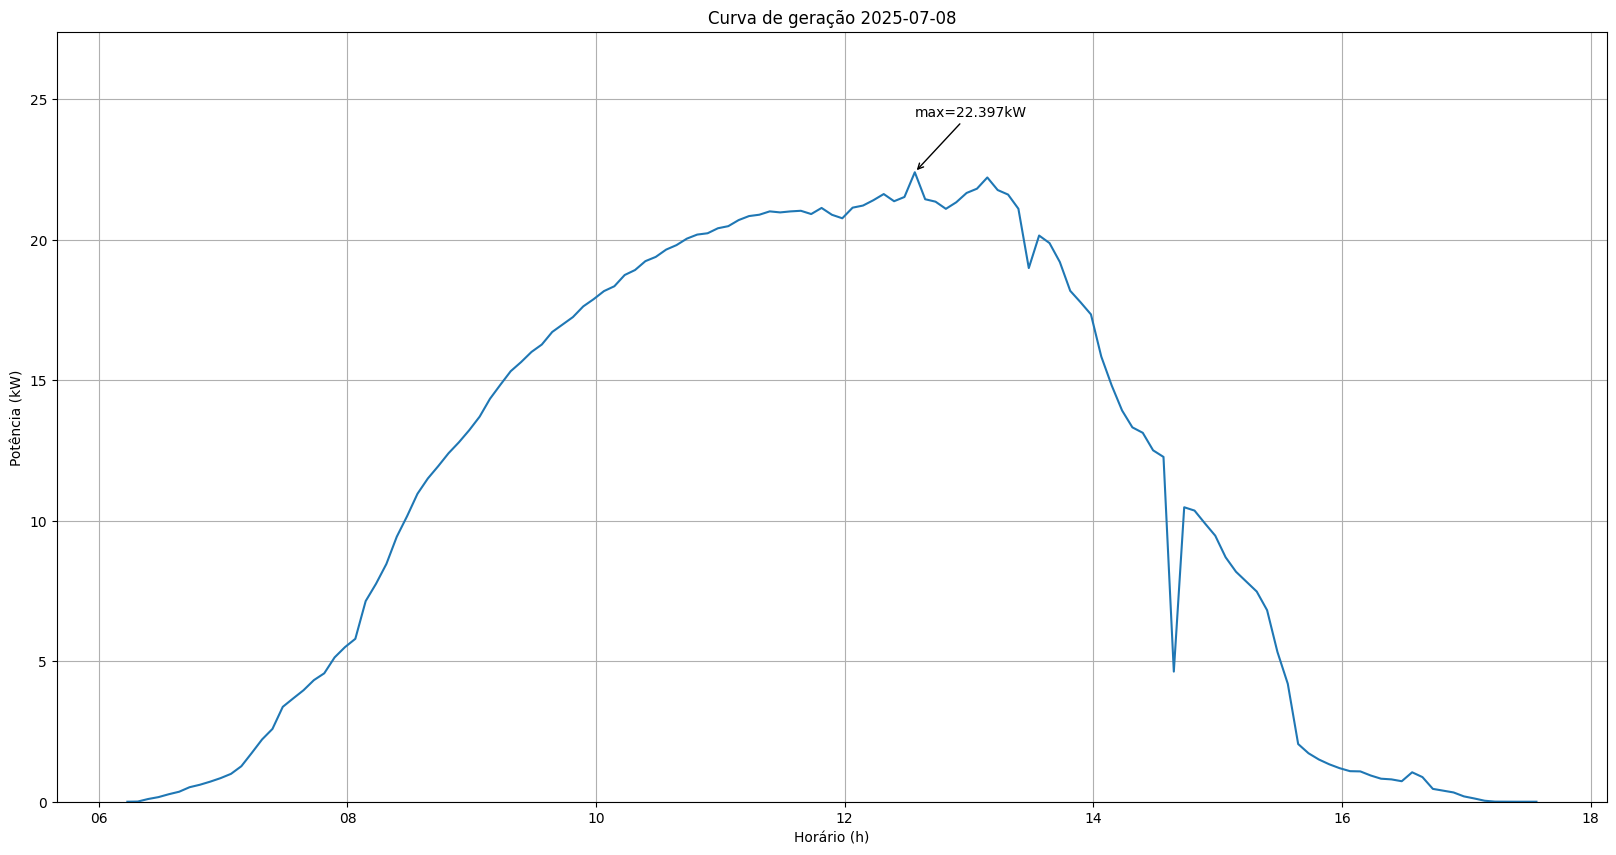 Curva de geração 2025-07-08
max=22.397kW
Potência (kW)
25
20
15
10
5
0
06 08 10 12 14 16 18
Horário (h)